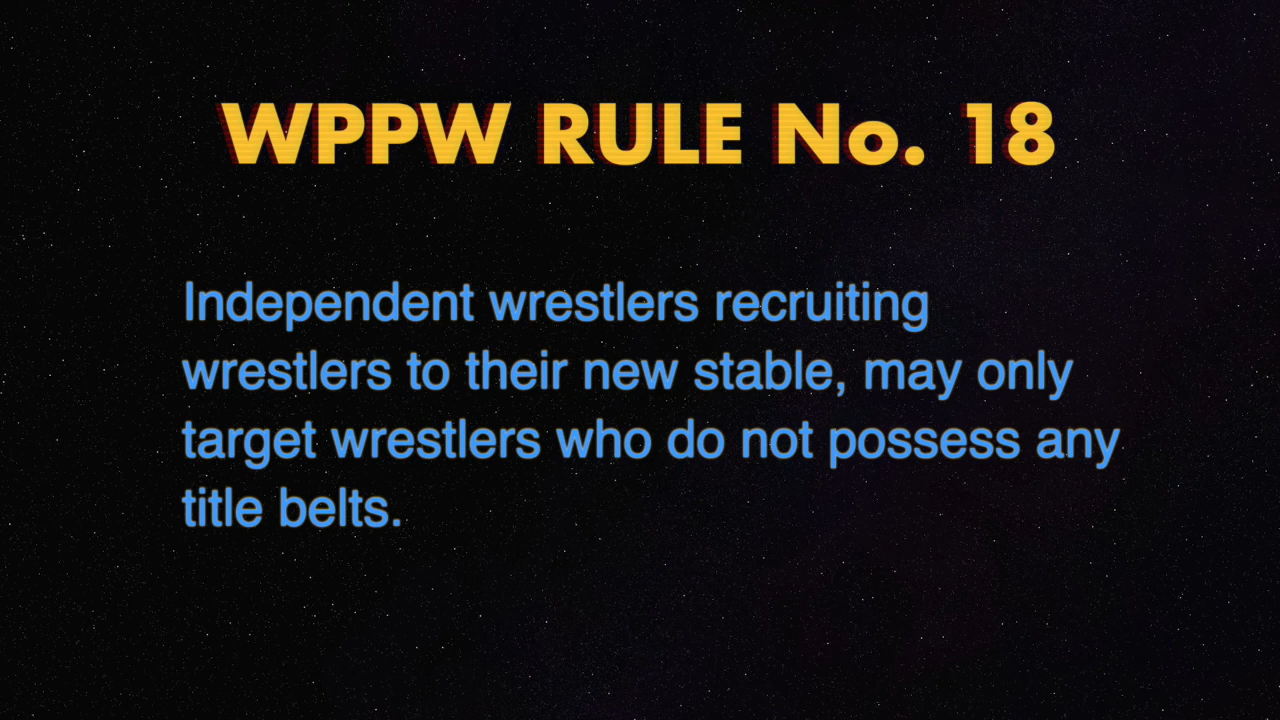 WPPW RULE No. 18
Independent wrestlers recruiting
wrestlers to their new stable, may only
target wrestlers who do not possess any
title belts.